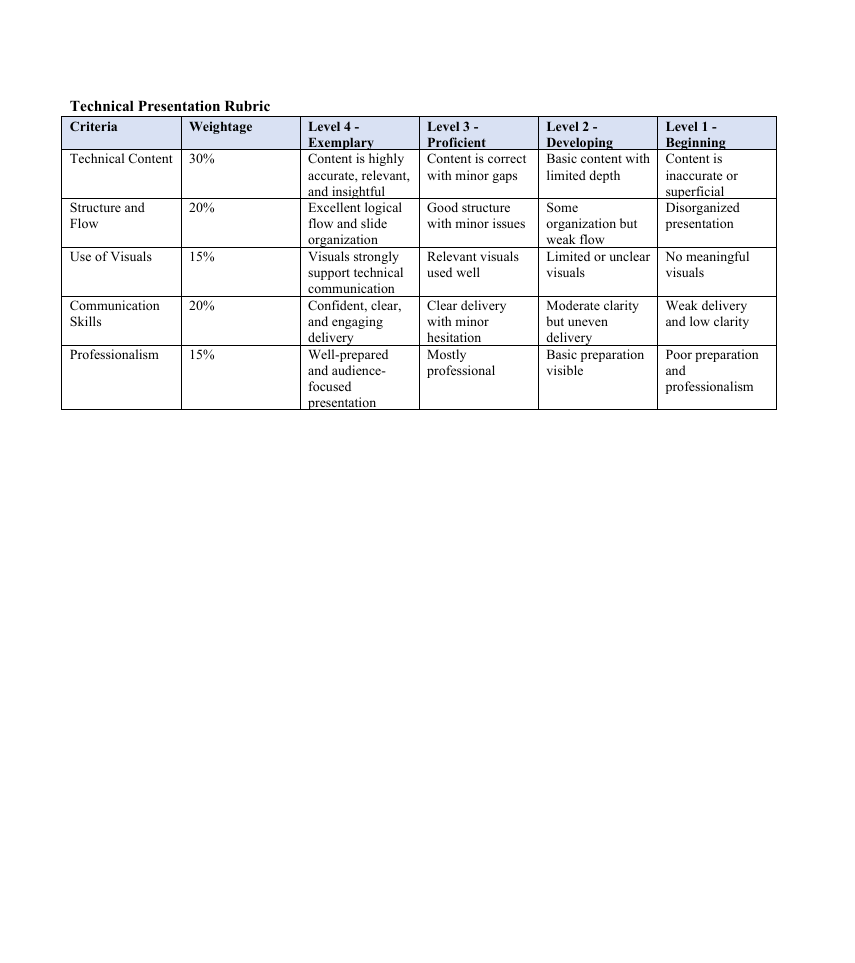 Technical Presentation Rubric
Criteria Weightage Level 4 - Level 3 - Level 2 - Level 1 -
Exemplary Proficient Developing Beginning
Technical Content 30% Content is highly Content is correct Basic content with Content is
accurate, relevant, with minor gaps limited depth inaccurate or
and insightful superficial
Structure and 20% Excellent logical Good structure Some Disorganized
Flow flow and slide with minor issues organization but presentation
organization weak flow
Use of Visuals 15% Visuals strongly Relevant visuals Limited or unclear No meaningful
support technical used well visuals visuals
communication
Communication 20% Confident, clear, Clear delivery Moderate clarity Weak delivery
Skills and engaging with minor but uneven and low clarity
delivery hesitation delivery
Professionalism 15% Well-prepared Mostly Basic preparation Poor preparation
and audience- professional visible and
focused professionalism
presentation